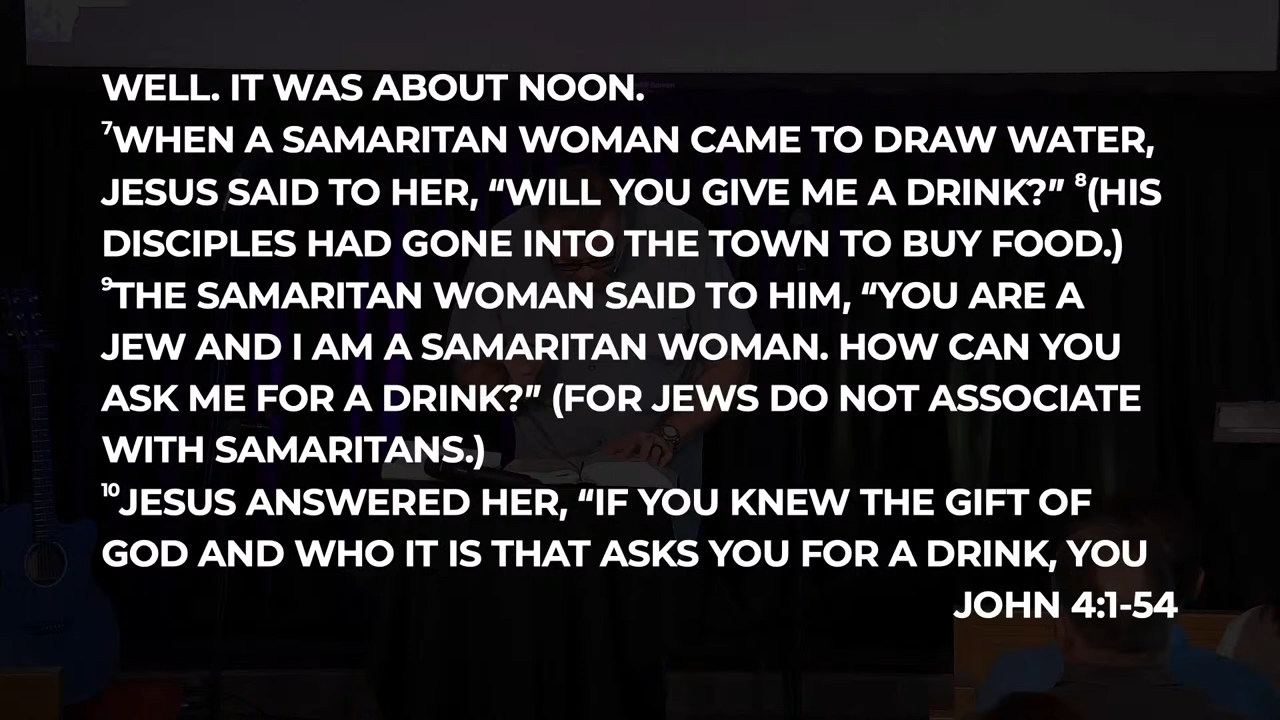 WELL. IT WAS ABOUT NOON.
⁷WHEN A SAMARITAN WOMAN CAME TO DRAW WATER,
JESUS SAID TO HER, “WILL YOU GIVE ME A DRINK?” ⁸(HIS
DISCIPLES HAD GONE INTO THE TOWN TO BUY FOOD.)
⁹THE SAMARITAN WOMAN SAID TO HIM, “YOU ARE A
JEW AND I AM A SAMARITAN WOMAN. HOW CAN YOU
ASK ME FOR A DRINK?” (FOR JEWS DO NOT ASSOCIATE
WITH SAMARITANS.)
¹⁰JESUS ANSWERED HER, “IF YOU KNEW THE GIFT OF
GOD AND WHO IT IS THAT ASKS YOU FOR A DRINK, YOU
JOHN 4:1-54